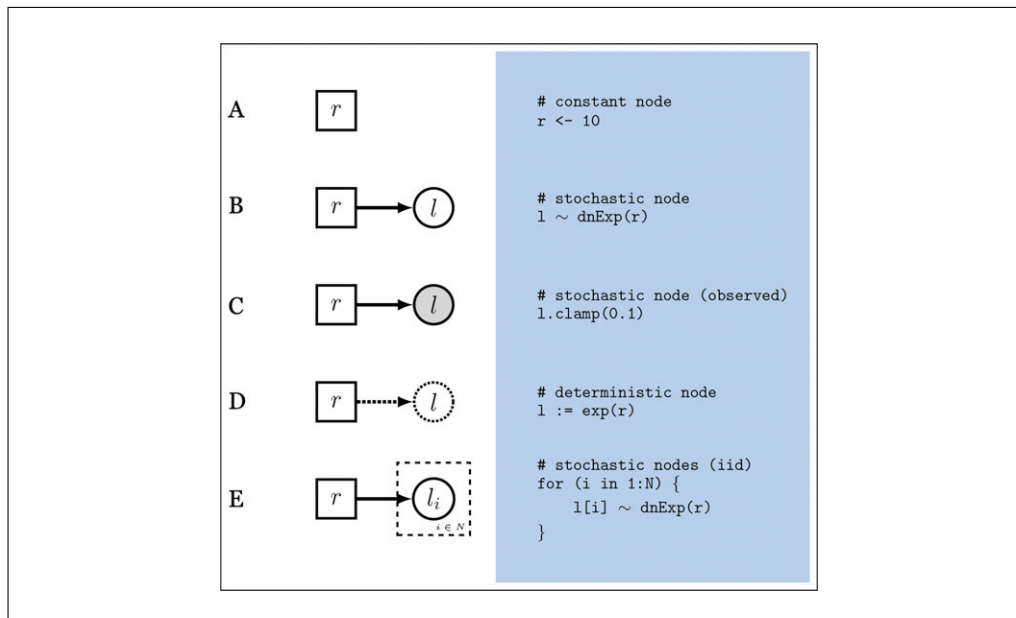 A r # constant node
r <- 10
B r l # stochastic node
l ~ dnExp(r)
C r l # stochastic node (observed)
l.clamp(0.1)
D r l # deterministic node
l := exp(r)
E r l_i i ∈ N # stochastic nodes (iid)
for (i in 1:N) {
l[i] ~ dnExp(r)
}